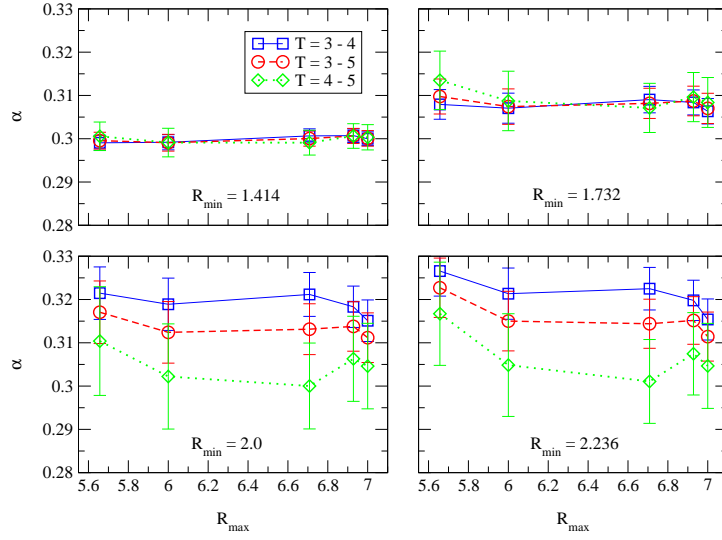 0.33
0.32
0.31
0.3
0.29
0.28
α
T = 3 - 4
T = 3 - 5
T = 4 - 5
R_min = 1.414
R_min = 1.732
0.33
0.32
0.31
0.3
0.29
0.28
α
R_min = 2.0
R_min = 2.236
5.6 5.8 6 6.2 6.4 6.6 6.8 7
5.6 5.8 6 6.2 6.4 6.6 6.8 7
R_max
R_max